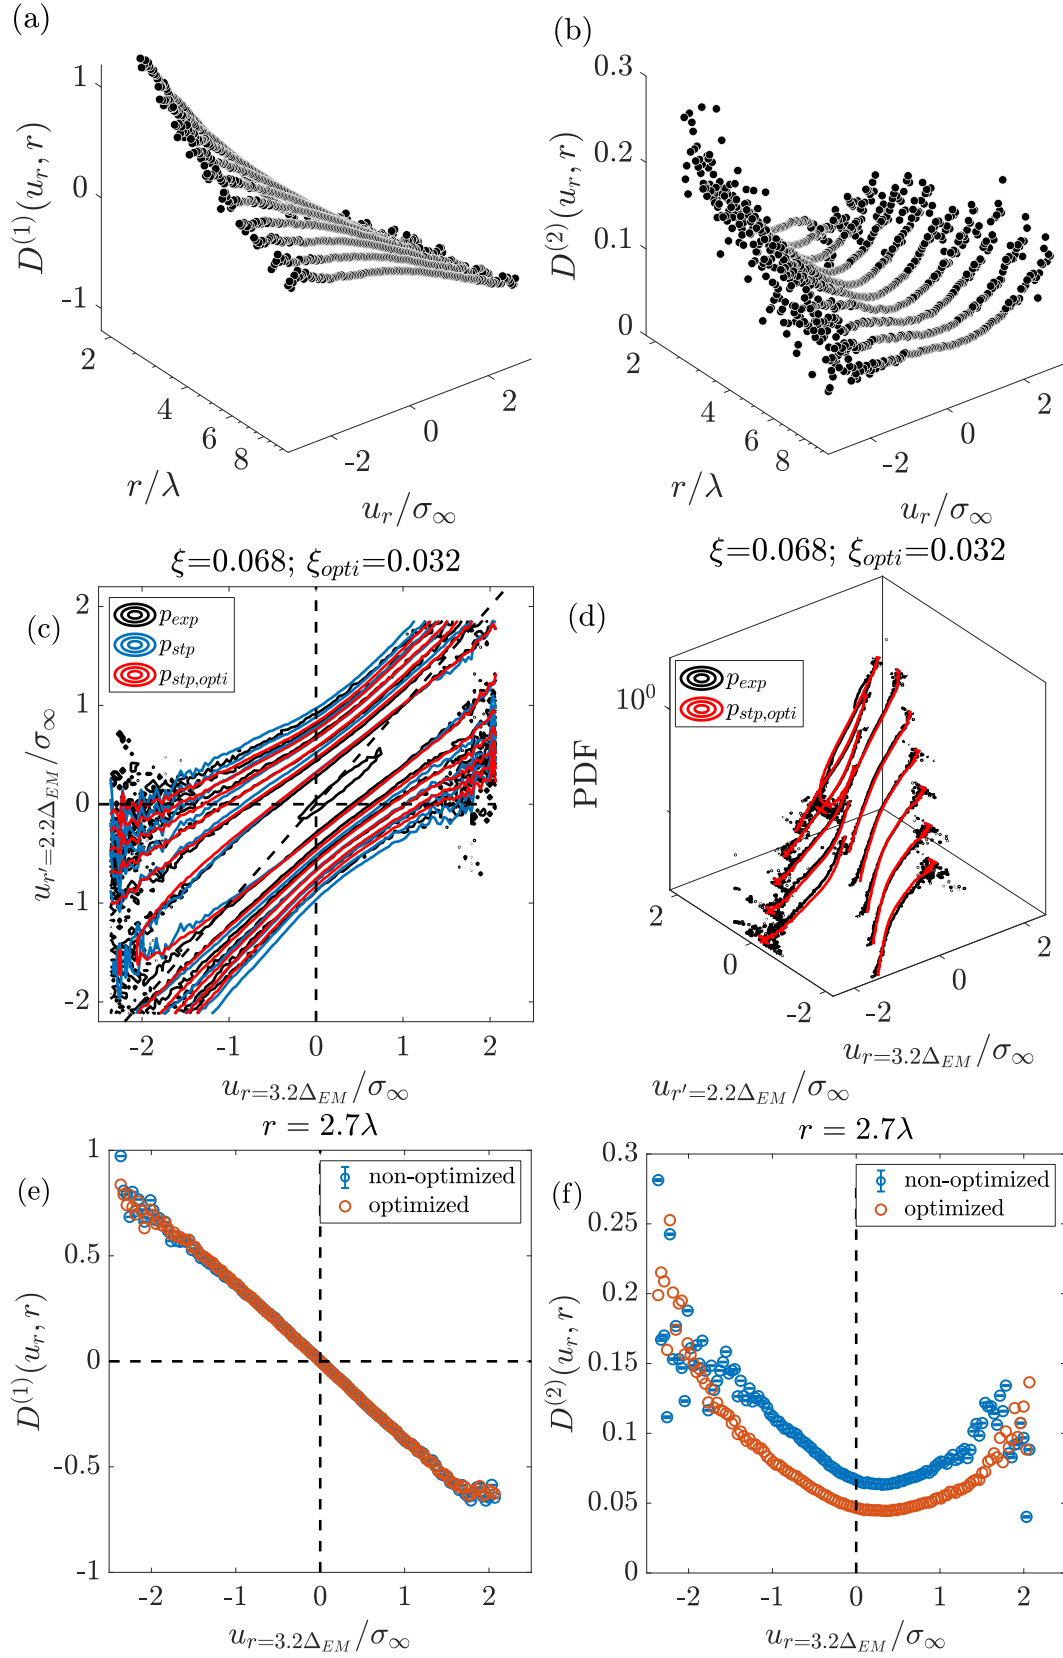 (a)
1
0
-1
D^{(1)}(u_r, r)
2
4
6
8
r/λ
-2
0
2
u_r/σ_∞
(b)
0.3
0.2
0.1
0
D^{(2)}(u_r, r)
2
4
6
8
r/λ
-2
0
2
u_r/σ_∞
ξ=0.068; ξ_{opti}=0.032
(c)
p_{exp}
p_{stp}
p_{stp,opti}
2
1
0
-1
-2
u_{r'=2.2Δ_{EM}}/σ_∞
-2 -1 0 1 2
u_{r=3.2Δ_{EM}}/σ_∞
ξ=0.068; ξ_{opti}=0.032
(d)
p_{exp}
p_{stp,opti}
10^0
PDF
2
0
-2
u_{r'=2.2Δ_{EM}}/σ_∞
-2
0
2
u_{r=3.2Δ_{EM}}/σ_∞
r = 2.7λ
(e)
non-optimized
optimized
1
0.5
0
-0.5
-1
D^{(1)}(u_r, r)
-2 -1 0 1 2
u_{r=3.2Δ_{EM}}/σ_∞
r = 2.7λ
(f)
non-optimized
optimized
0.3
0.25
0.2
0.15
0.1
0.05
0
D^{(2)}(u_r, r)
-2 -1 0 1 2
u_{r=3.2Δ_{EM}}/σ_∞